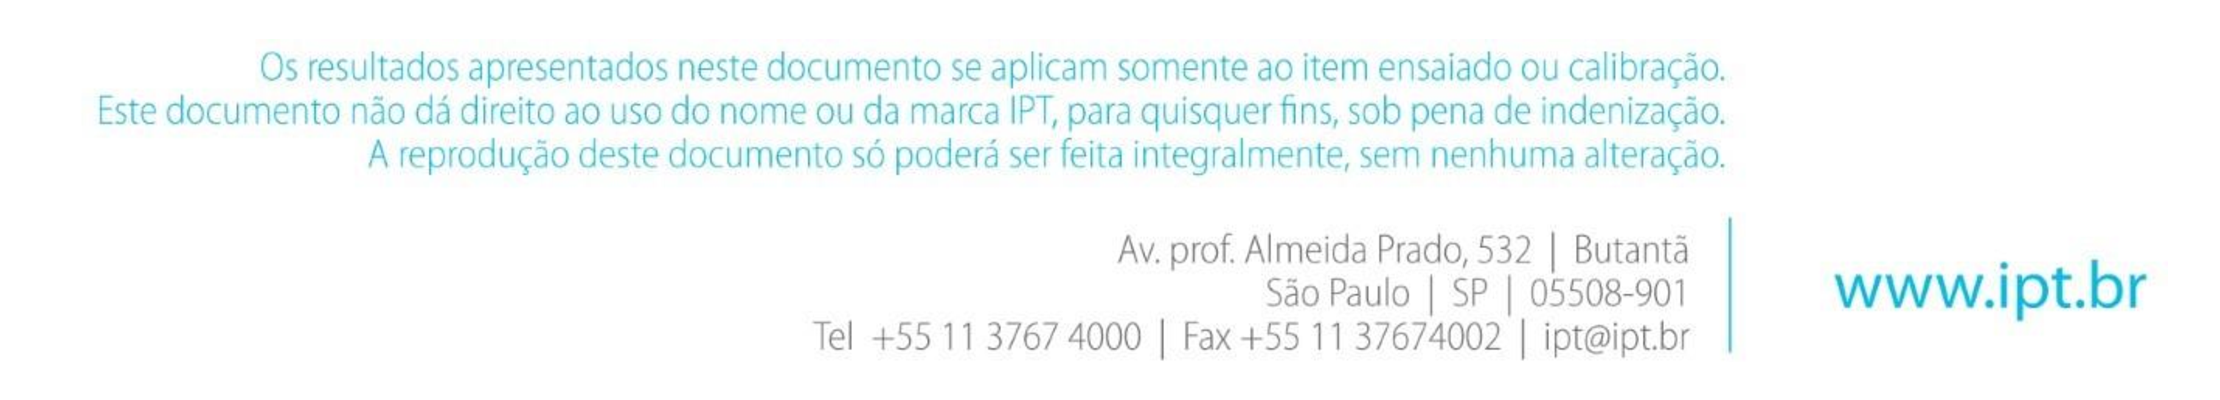 Os resultados apresentados neste documento se aplicam somente ao item ensaiado ou calibração.
Este documento não dá direito ao uso do nome ou da marca IPT, para quisquer fins, sob pena de indenização.
A reprodução deste documento só poderá ser feita integralmente, sem nenhuma alteração.
Av. prof. Almeida Prado, 532 | Butantã
São Paulo | SP | 05508-901
Tel +55 11 3767 4000 | Fax +55 11 37674002 | ipt@ipt.br
www.ipt.br